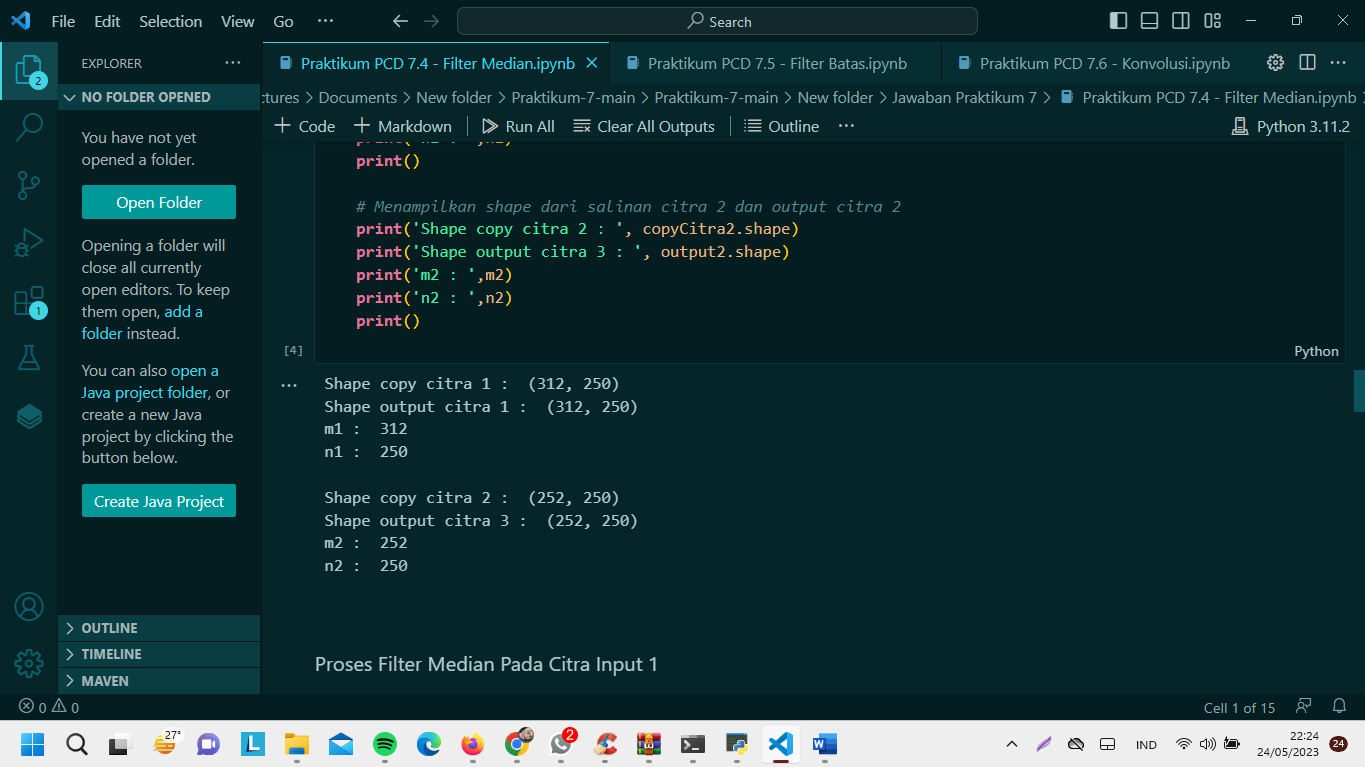 File Edit Selection View Go ··· Search
EXPLORER ···
NO FOLDER OPENED
You have not yet
opened a folder.
Open Folder
Opening a folder will
close all currently
open editors. To keep
them open, add a
folder instead.
You can also open a
Java project folder, or
create a new Java
project by clicking the
button below.
Create Java Project
OUTLINE
TIMELINE
MAVEN
2
1
Praktikum PCD 7.4 - Filter Median.ipynb Praktikum PCD 7.5 - Filter Batas.ipynb Praktikum PCD 7.6 - Konvolusi.ipynb
ctures > Documents > New folder > Praktikum-7-main > Praktikum-7-main > New folder > Jawaban Praktikum 7 > Praktikum PCD 7.4 - Filter Median.ipynb >
+ Code + Markdown Run All Clear All Outputs Outline ··· Python 3.11.2
print()
# Menampilkan shape dari salinan citra 2 dan output citra 2
print('Shape copy citra 2 : ', copyCitra2.shape)
print('Shape output citra 3 : ', output2.shape)
print('m2 : ',m2)
print('n2 : ',n2)
print()
[4] Python
··· Shape copy citra 1 :  (312, 250)
Shape output citra 1 :  (312, 250)
m1 :  312
n1 :  250
Shape copy citra 2 :  (252, 250)
Shape output citra 3 :  (252, 250)
m2 :  252
n2 :  250
Proses Filter Median Pada Citra Input 1
0 0 Cell 1 of 15
27° L 2 W IND 22:24
24/05/2023 24